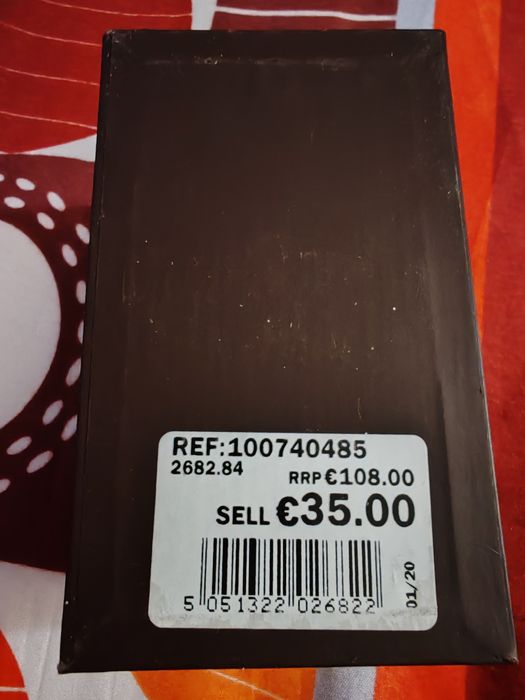 REF:100740485
2682.84
RRP €108.00
SELL €35.00
5 051322 026822
01/20